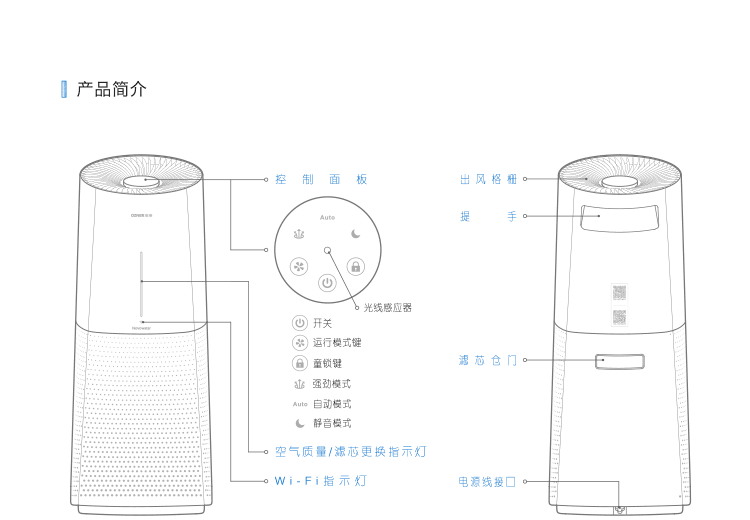 产品简介
控制面板
Auto
光线感应器
开关
运行模式键
童锁键
强劲模式
Auto 自动模式
静音模式
空气质量/滤芯更换指示灯
Wi-Fi指示灯
出风格栅
提手
滤芯仓门
电源线接口